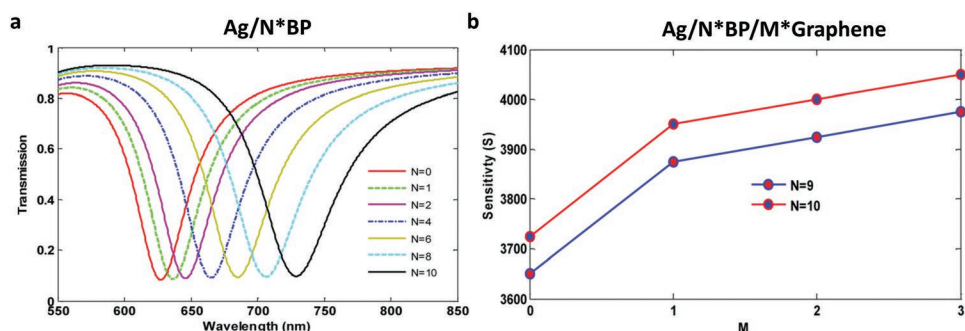 a
Ag/N*BP
Transmission
1
0.8
0.6
0.4
0.2
0
550
600
650
700
750
800
850
Wavelength (nm)
N=0
N=1
N=2
N=4
N=6
N=8
N=10
b
Ag/N*BP/M*Graphene
Sensitivity (S)
4100
4000
3900
3800
3700
3600
0
1
2
3
M
N=9
N=10